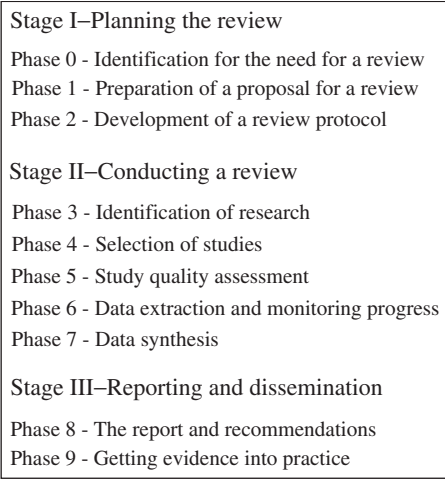 Stage I–Planning the review
Phase 0 - Identification for the need for a review
Phase 1 - Preparation of a proposal for a review
Phase 2 - Development of a review protocol
Stage II–Conducting a review
Phase 3 - Identification of research
Phase 4 - Selection of studies
Phase 5 - Study quality assessment
Phase 6 - Data extraction and monitoring progress
Phase 7 - Data synthesis
Stage III–Reporting and dissemination
Phase 8 - The report and recommendations
Phase 9 - Getting evidence into practice